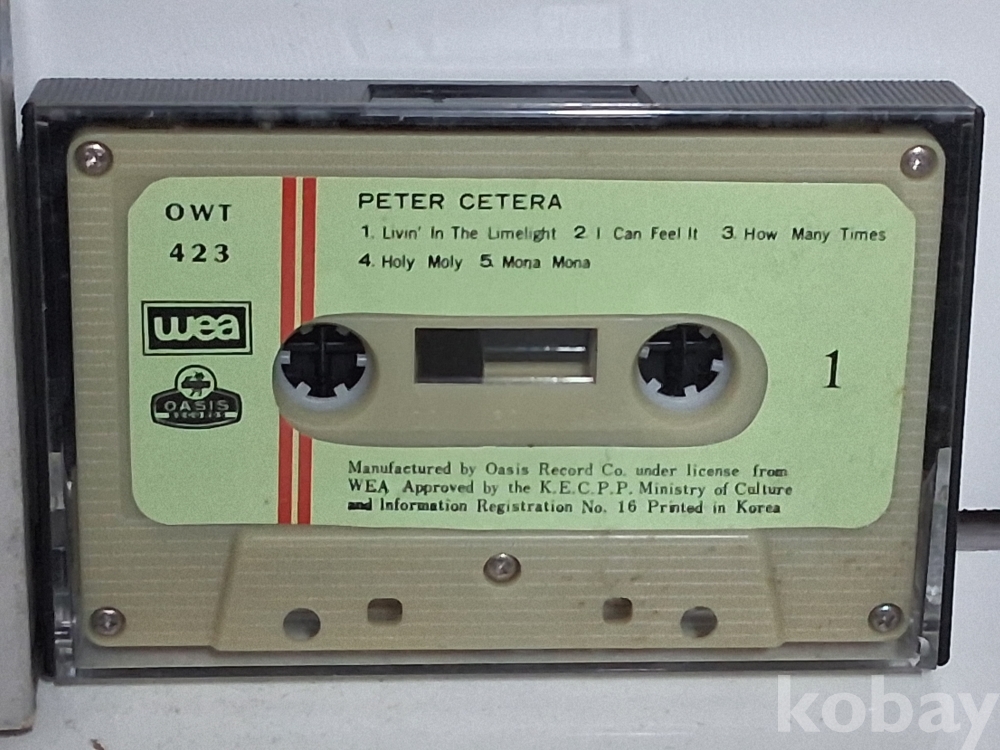 OWT
423
wea
OASIS
RECORDS
PETER CETERA
1. Livin' In The Limelight 2 I Can Feel It 3. How Many Times
4. Holy Moly 5. Mona Mona
1
Manufactured by Oasis Record Co. under license from
WEA Approved by the K.E.C.P.P. Ministry of Culture
and Information Registration No. 16 Printed in Korea
kobay